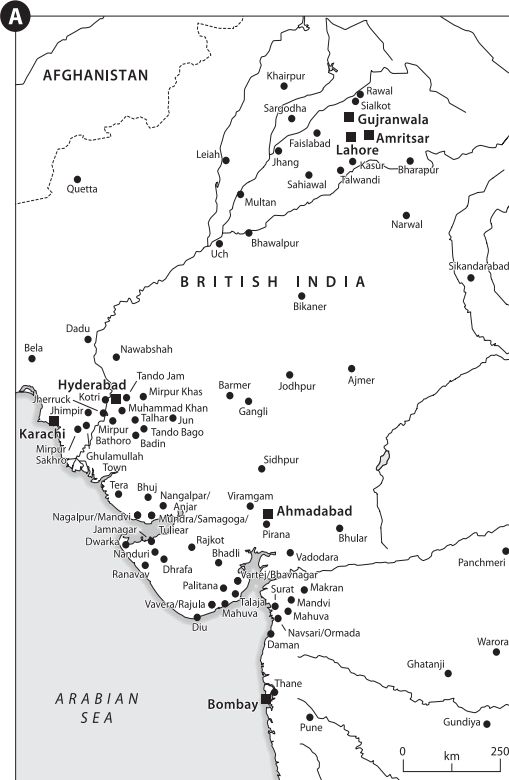 A
AFGHANISTAN
Khairpur
Rawal
Sialkot
Sargodha
Gujranwala
Faislabad
Amritsar
Lahore
Leiah
Jhang
Kasur
Sahiawal
Talwandi
Bharapur
Quetta
Multan
Narwal
Bhawalpur
Uch
BRITISH INDIA
Sikandarabad
Bikaner
Dadu
Bela
Nawabshah
Tando Jam
Hyderabad
Jodhpur
Ajmer
Barmer
Gangli
Jherruck
Kotri
Mirpur Khas
Jhimpir
Muhammad Khan
Talhar
Jun
Karachi
Mirpur
Bathoro
Tando Bago
Badin
Mirpur
Sakhro
Ghulamullah
Town
Sidhpur
Tera
Bhuj
Nangalpar/
Anjar
Viramgam
Ahmadabad
Nagalpur/Mandvi
Mundra/Samagoga/
Tuliear
Jamnagar
Pirana
Bhular
Dwarka
Rajkot
Nanduri
Bhadli
Vadodara
Panchmeri
Ranavav
Dhrafa
Vartej/Bhavnagar
Palitana
Surat
Makran
Vavera/Rajula
Talaja
Mandvi
Mahuva
Mahuva
Diu
Navsari/Ormada
Daman
Warora
Ghatanji
Thane
ARABIAN
SEA
Bombay
Pune
Gundiya
0 km 250